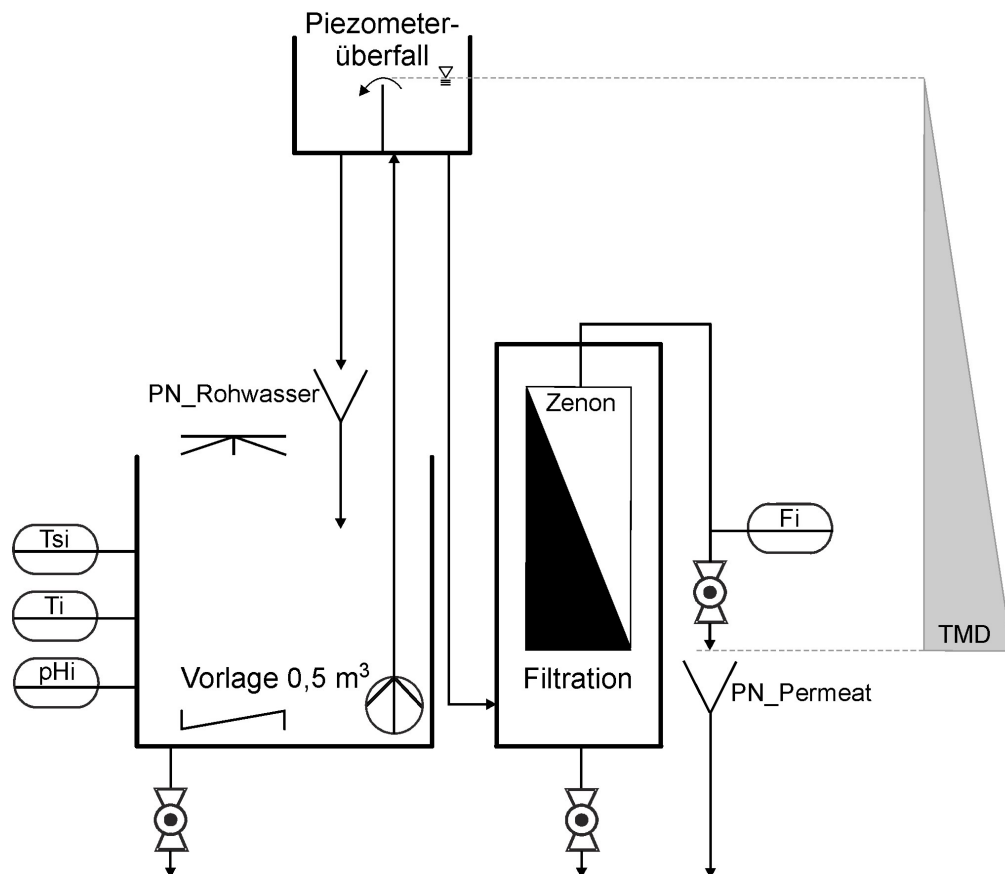 Piezometer-
überfall
PN_Rohwasser
Zenon
Tsi
Fi
Ti
TMD
pHi
Vorlage 0,5 m³
Filtration
PN_Permeat